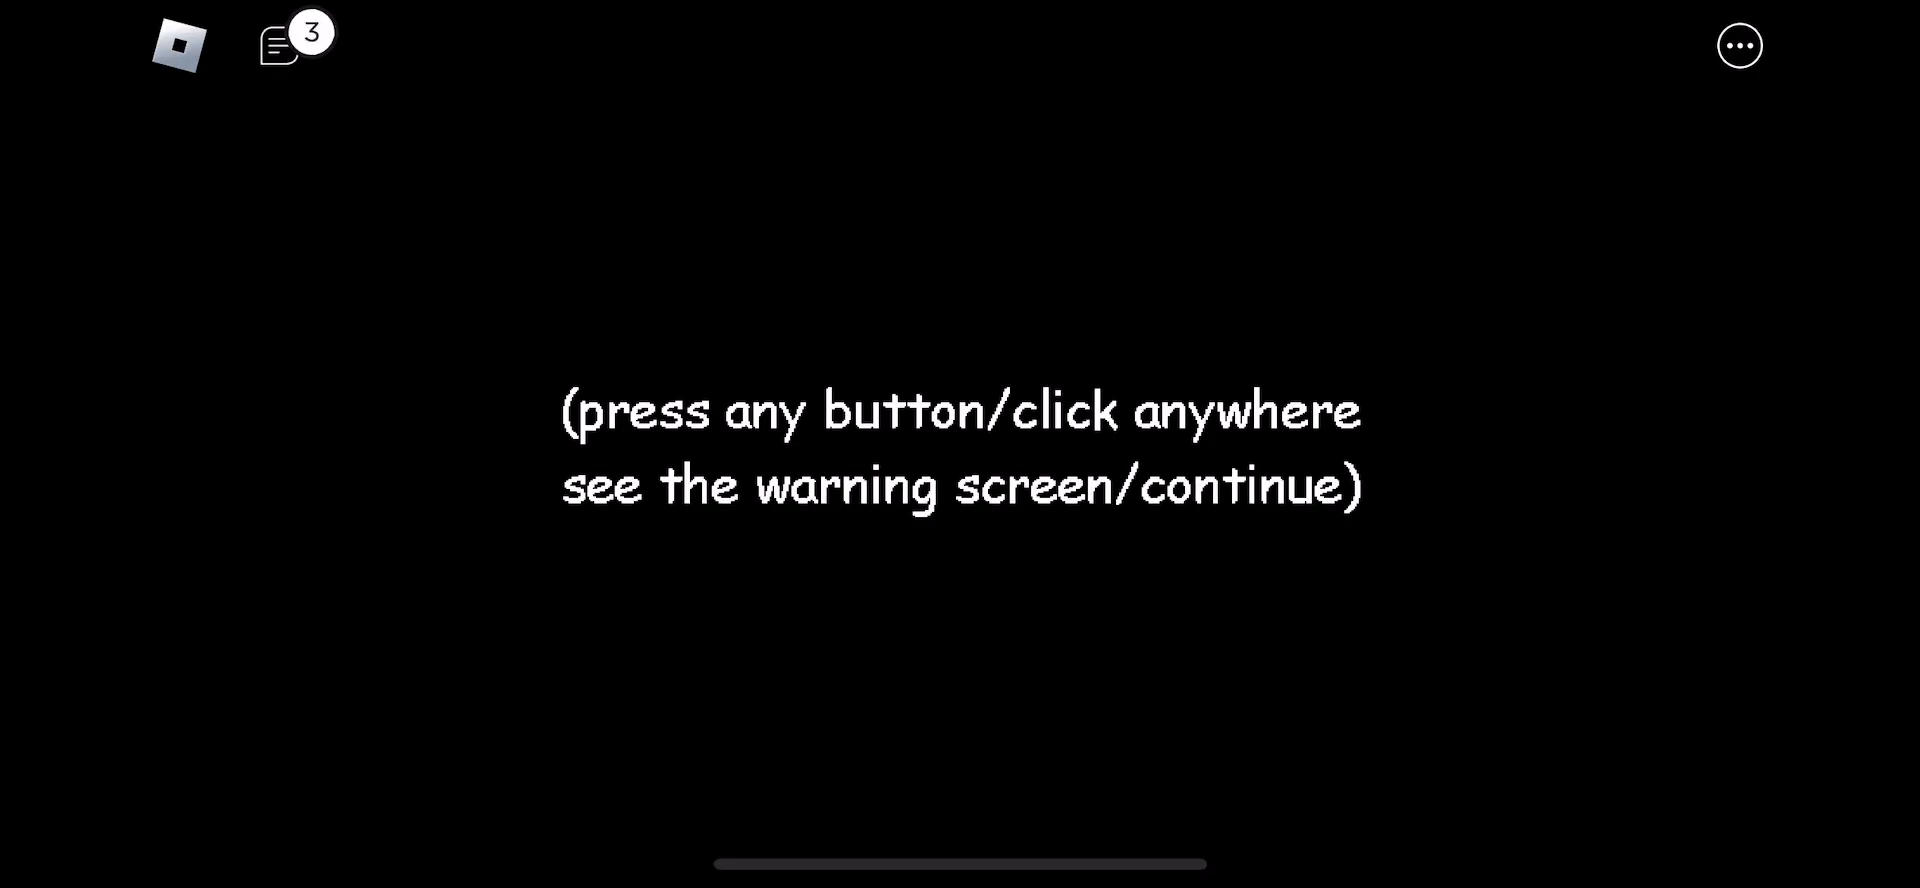 3
(press any button/click anywhere
see the warning screen/continue)